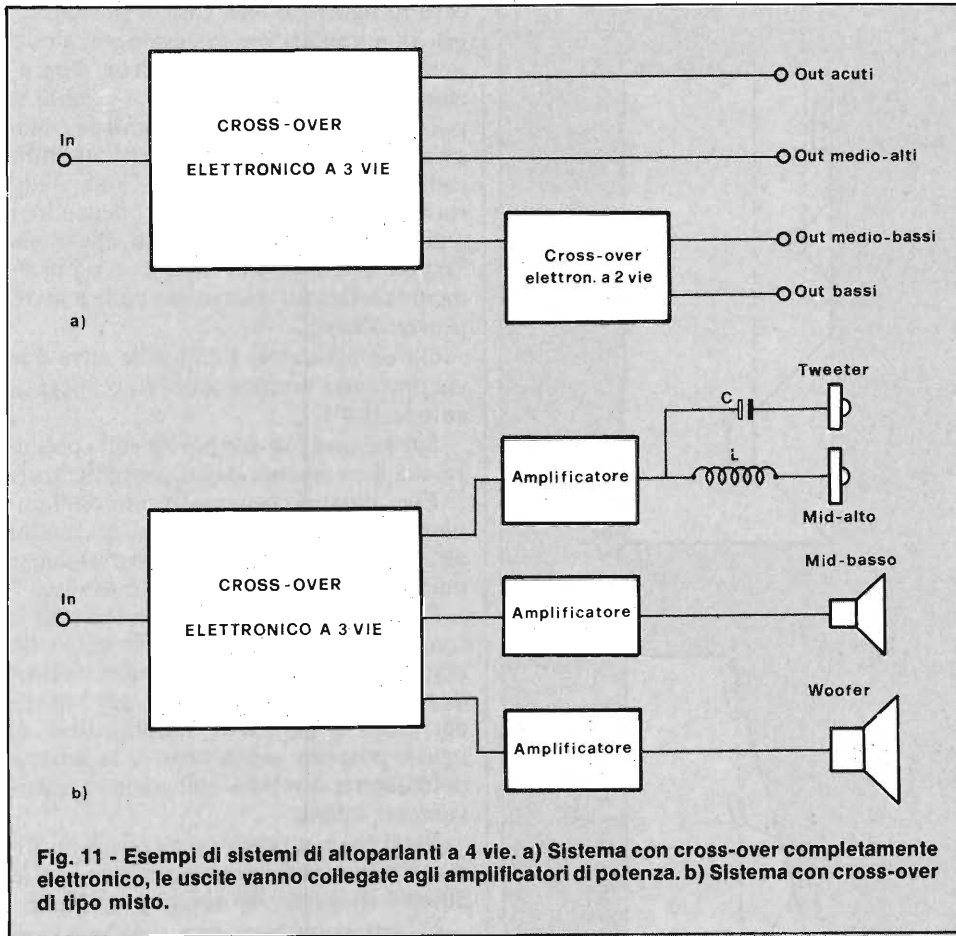 Out acuti
CROSS-OVER
In
ELETTRONICO A 3 VIE
Out medio-alti
Cross-over
elettron. a 2 vie
Out medio-bassi
Out bassi
a)
Tweeter
C
Amplificatore
L
Mid-alto
Mid-basso
CROSS-OVER
In
ELETTRONICO A 3 VIE
Amplificatore
Woofer
Amplificatore
b)
Fig. 11 - Esempi di sistemi di altoparlanti a 4 vie. a) Sistema con cross-over completamente
elettronico, le uscite vanno collegate agli amplificatori di potenza. b) Sistema con cross-over
di tipo misto.